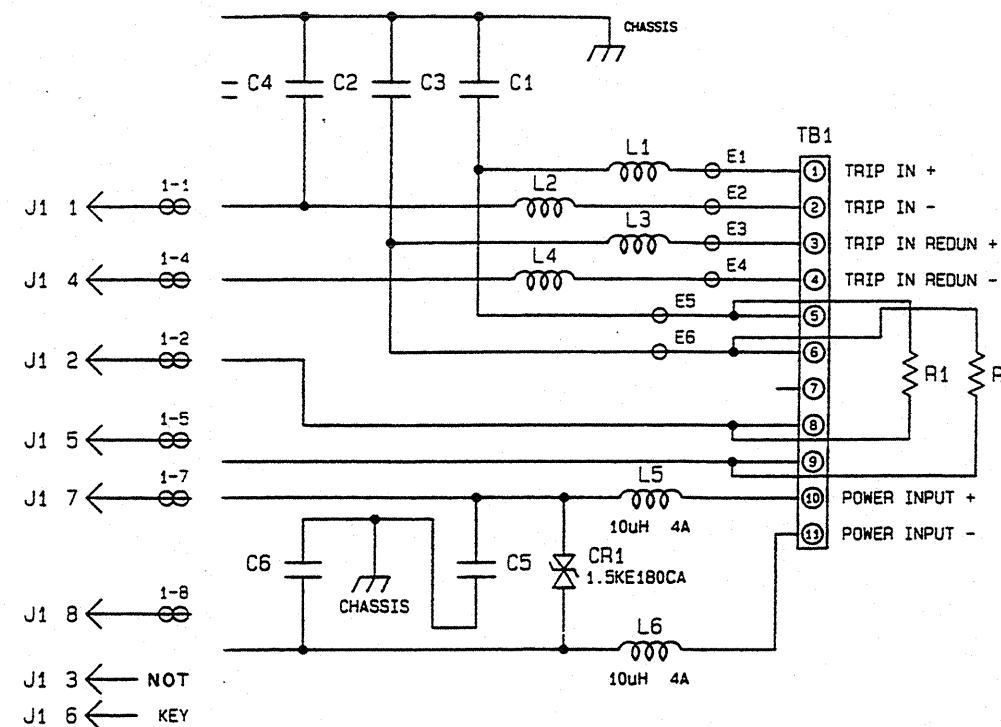 CHASSIS
C4 C2 C3 C1
TB1
L1 E1 1 TRIP IN +
1-1
J1 1 L2 E2 2 TRIP IN -
L3 E3 3 TRIP IN REDUN +
1-4
J1 4 L4 E4 4 TRIP IN REDUN -
E5 5
1-2
J1 2 E6 6
7 R1 R
8
1-5
J1 5 9
1-7
J1 7 L5 10 POWER INPUT +
10uH 4A
11 POWER INPUT -
C6 C5 CR1
1.5KE180CA
CHASSIS
1-8
J1 8
L6
10uH 4A
J1 3 NOT
J1 6 KEY